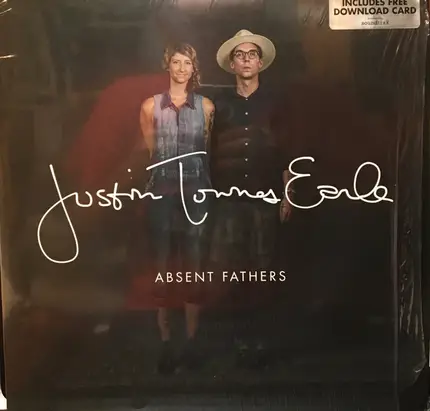 INCLUDES FREE
DOWNLOAD CARD
Justin Townes Earle
ABSENT FATHERS